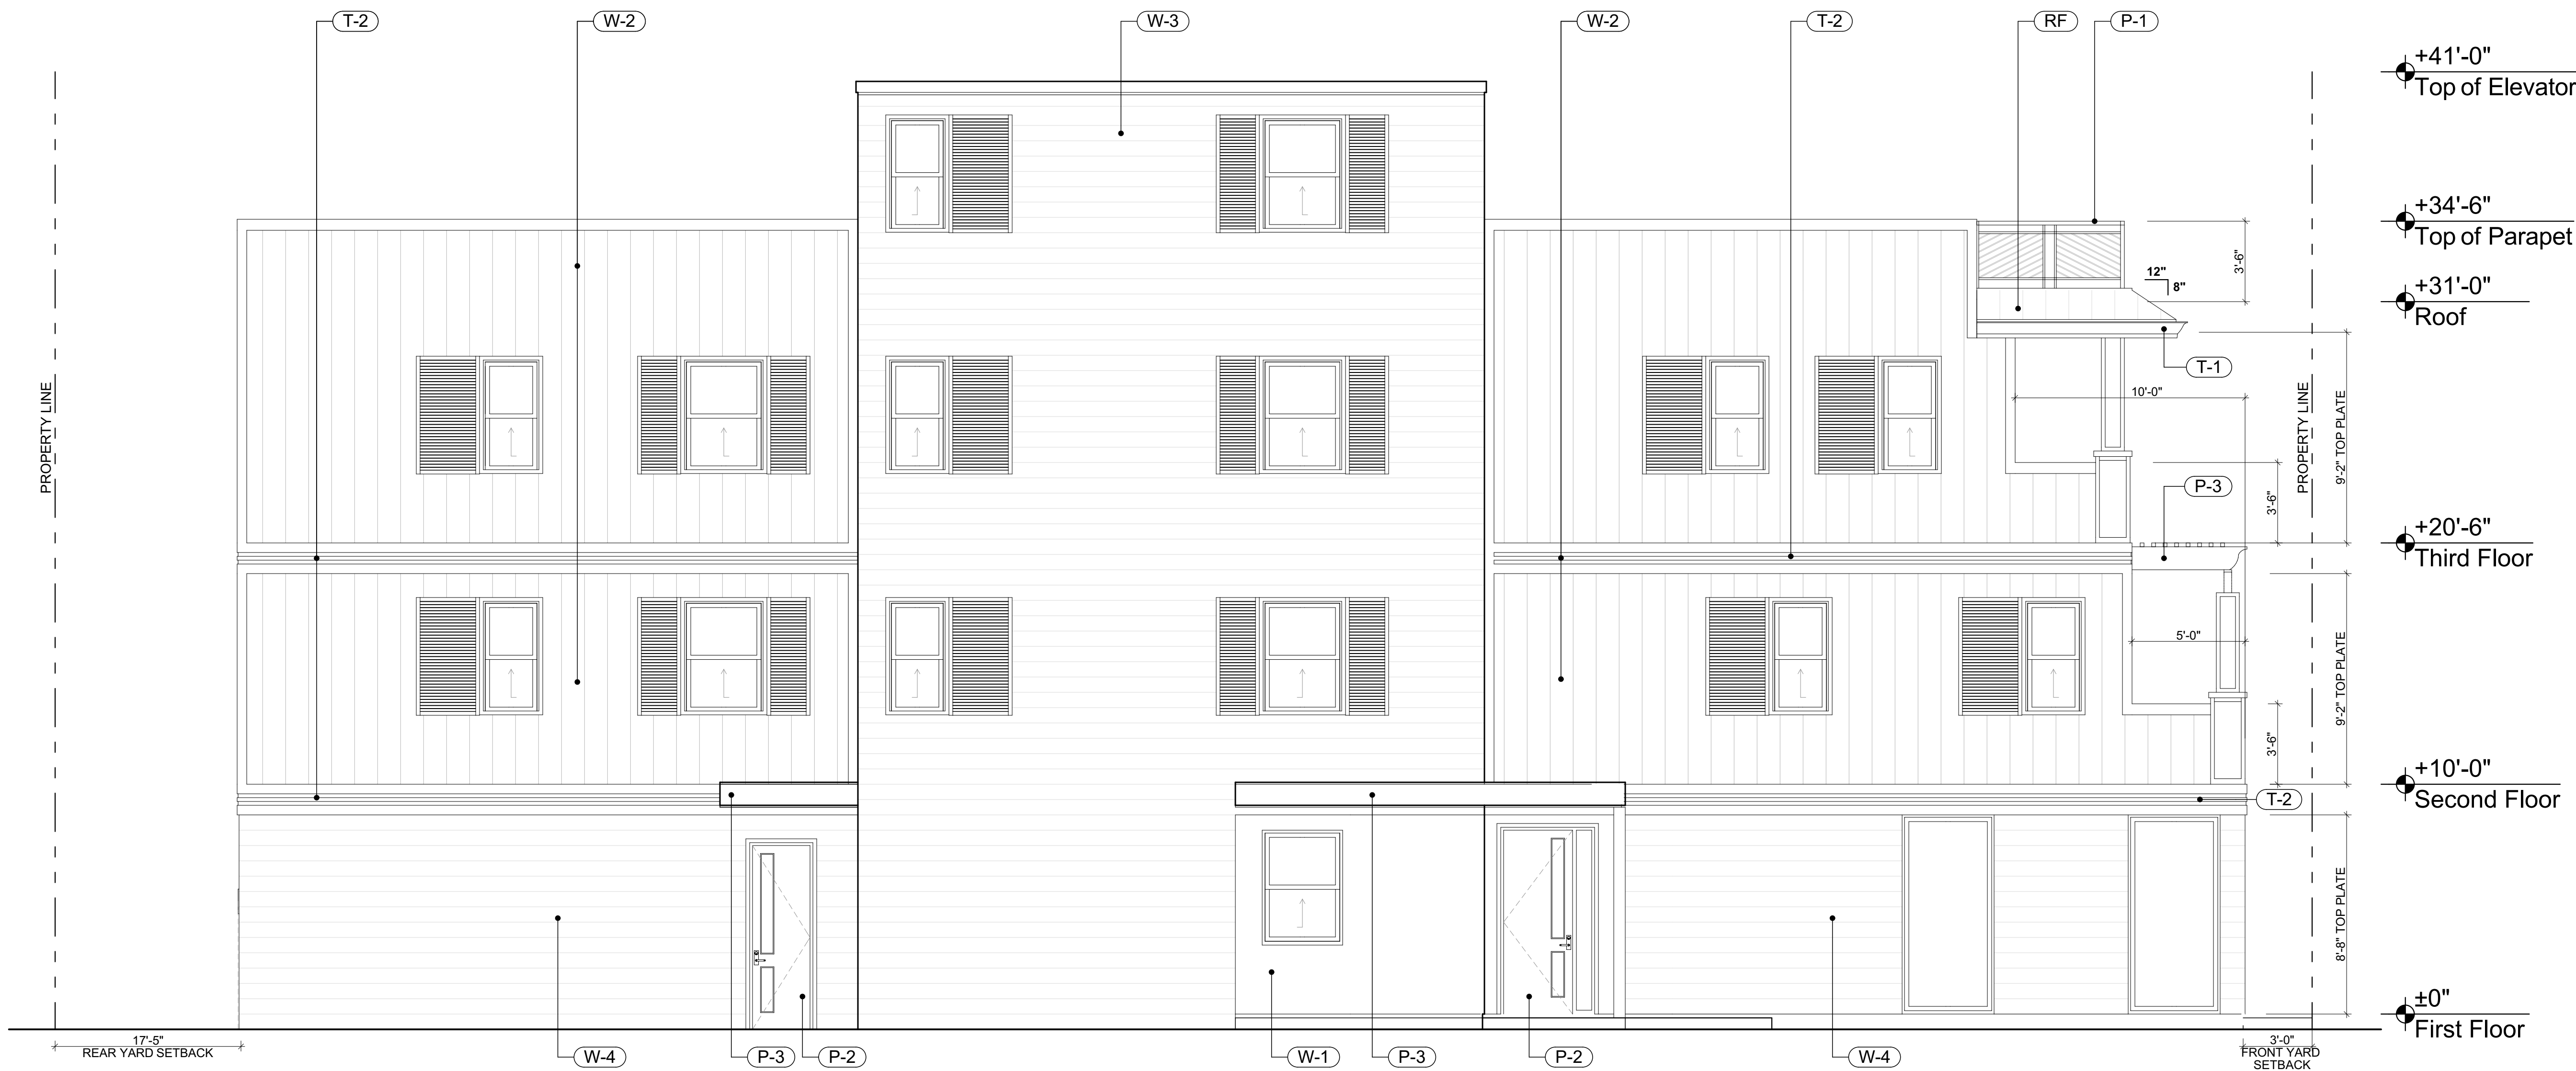 T-2
W-2
W-3
W-2
T-2
RF
P-1
+41'-0"
Top of Elevator
+34'-6"
Top of Parapet
3'-6"
12"
8"
+31'-0"
Roof
T-1
PROPERTY LINE
10'-0"
PROPERTY LINE
9'-2" TOP PLATE
P-3
3'-6"
+20'-6"
Third Floor
5'-0"
9'-2" TOP PLATE
3'-6"
+10'-0"
Second Floor
T-2
8'-8" TOP PLATE
±0"
First Floor
17'-5"
REAR YARD SETBACK
W-4
P-3
P-2
W-1
P-3
P-2
W-4
3'-0"
FRONT YARD
SETBACK